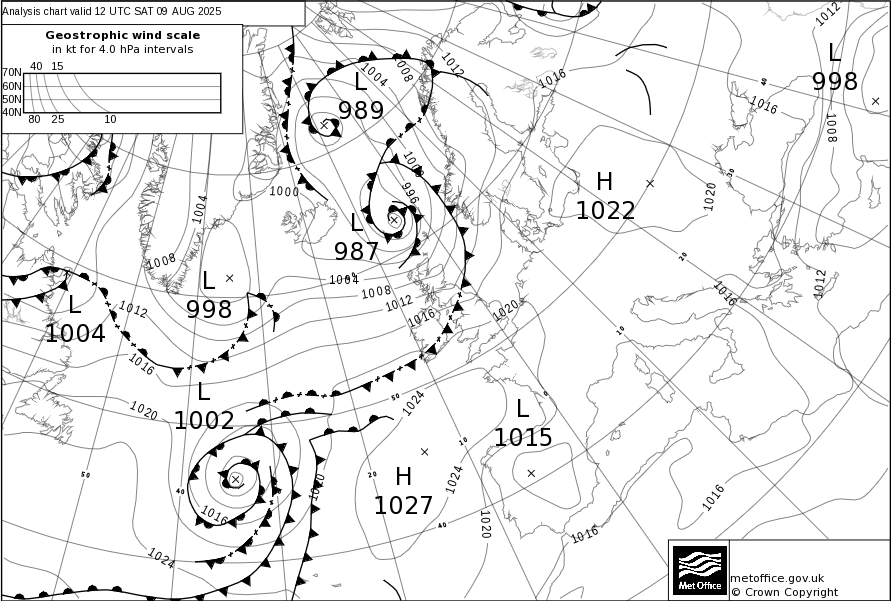 Analysis chart valid 12 UTC SAT 09 AUG 2025
Geostrophic wind scale
in kt for 4.0 hPa intervals
40 15
70N
60N
50N
40N
80 25 10
1012
L
998
1004
1008
1012
1016
40
1016
L
989
1008
1000
1008
996
1004
30
H
1022
1020
L
987
20
1008
L
998
1004
1008
1012
1016
1020
1016
1012
L
1004
1012
10
1016
L
1002
1020
50
1024
0
L
1015
10
50
40
20
H
1027
1024
1020
1016
1016
40
1020
1016
1024
Met Office
metoffice.gov.uk
© Crown Copyright